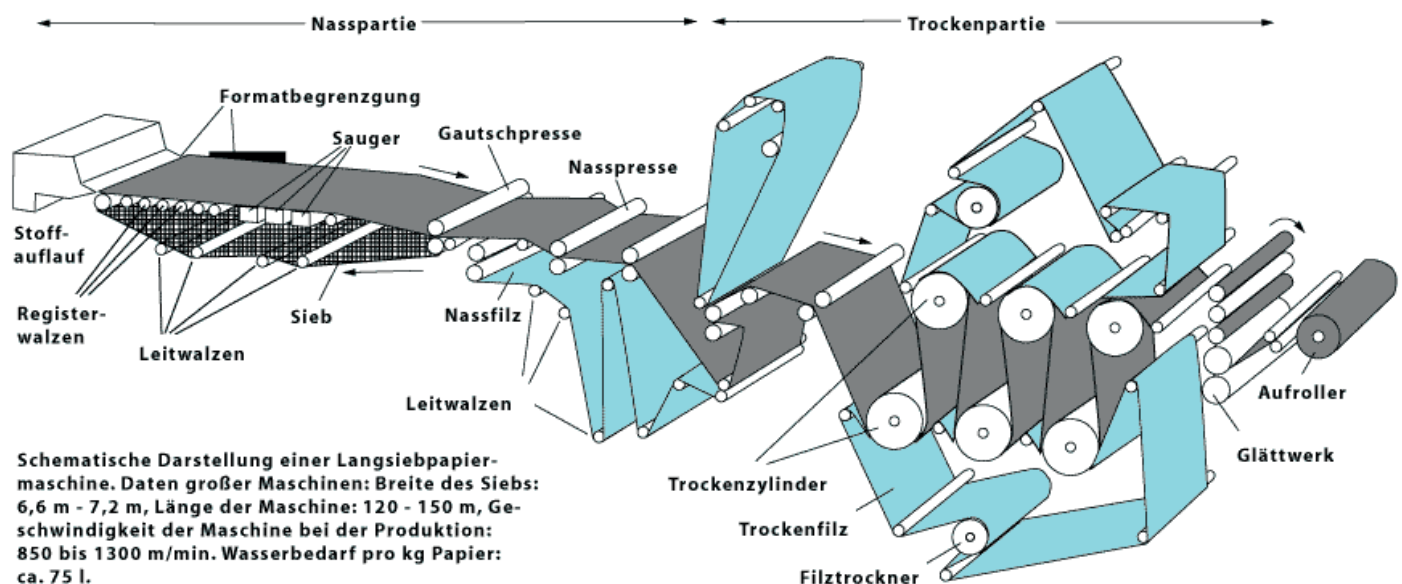 Nasspartie
Trockenpartie
Formatbegrenzgung
Sauger
Gautschpresse
Nasspresse
Stoff-
auflauf
Register-
walzen
Leitwalzen
Sieb
Nassfilz
Leitwalzen
Trockenzylinder
Trockenfilz
Filztrockner
Aufroller
Glättwerk
Schematische Darstellung einer Langsiebpapier-
maschine. Daten großer Maschinen: Breite des Siebs:
6,6 m - 7,2 m, Länge der Maschine: 120 - 150 m, Ge-
schwindigkeit der Maschine bei der Produktion:
850 bis 1300 m/min. Wasserbedarf pro kg Papier:
ca. 75 l.